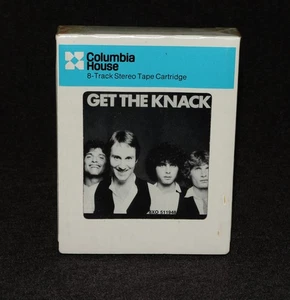 Columbia
House
8-Track Stereo Tape Cartridge
GET THE KNACK